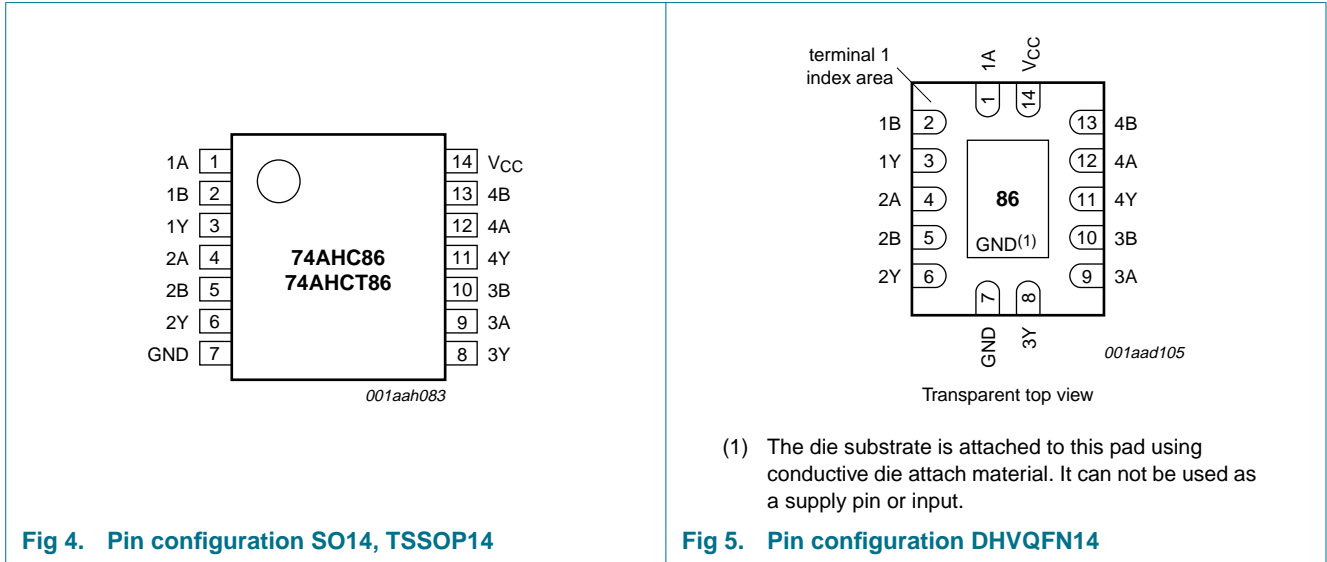 1A 1
1B 2
1Y 3
2A 4
2B 5
2Y 6
GND 7
74AHC86
74AHCT86
14 VCC
13 4B
12 4A
11 4Y
10 3B
9 3A
8 3Y
001aah083
Fig 4. Pin configuration SO14, TSSOP14
terminal 1
index area
1A
VCC
1
14
1B 2
1Y 3
2A 4
2B 5
2Y 6
86
GND(1)
13 4B
12 4A
11 4Y
10 3B
9 3A
7
8
GND
3Y
001aad105
Transparent top view
(1) The die substrate is attached to this pad using
conductive die attach material. It can not be used as
a supply pin or input.
Fig 5. Pin configuration DHVQFN14